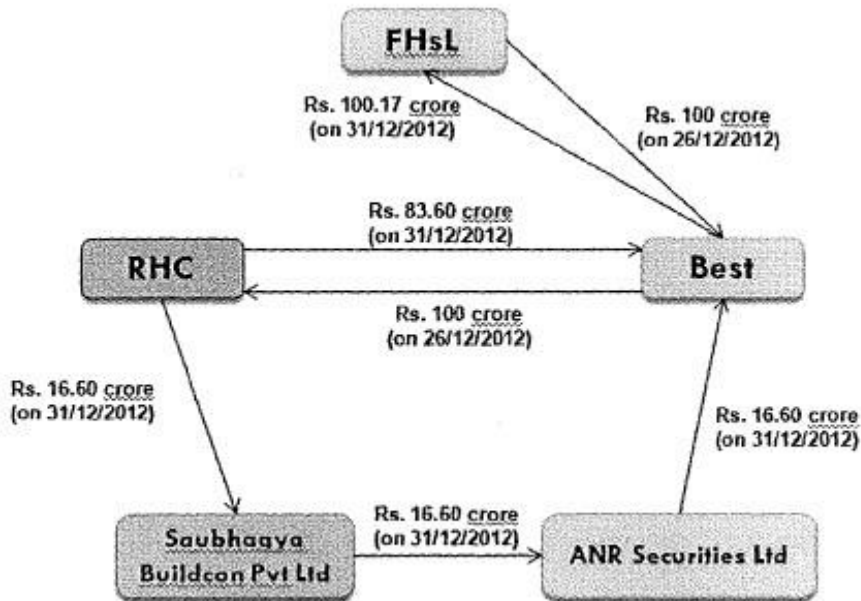 FHsL
Rs. 100.17 crore
(on 31/12/2012)
Rs. 100 crore
(on 26/12/2012)
Rs. 83.60 crore
(on 31/12/2012)
RHC
Best
Rs. 100 crore
(on 26/12/2012)
Rs. 16.60 crore
(on 31/12/2012)
Rs. 16.60 crore
(on 31/12/2012)
Rs. 16.60 crore
(on 31/12/2012)
Saubhagya
Buildcon Pvt Ltd
ANR Securities Ltd